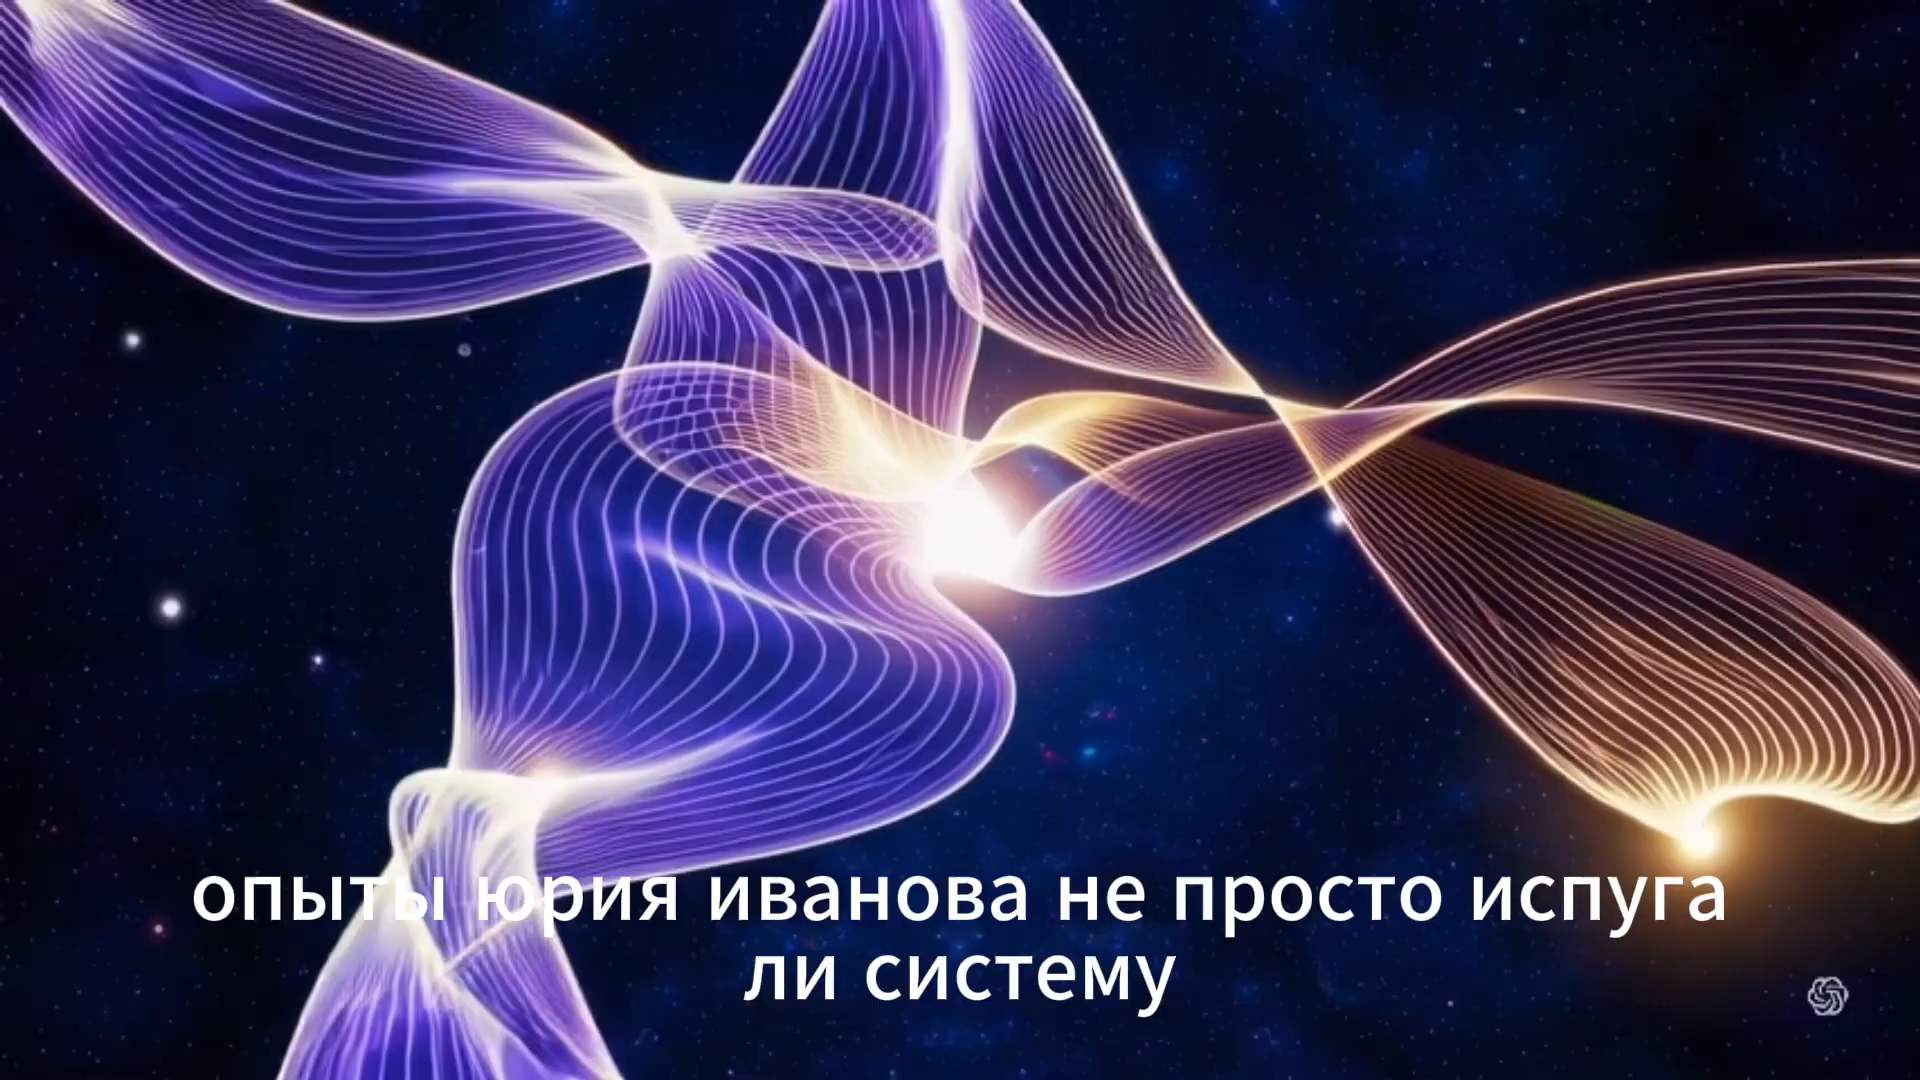 опыты юрия иванова не просто испуга
ли систему